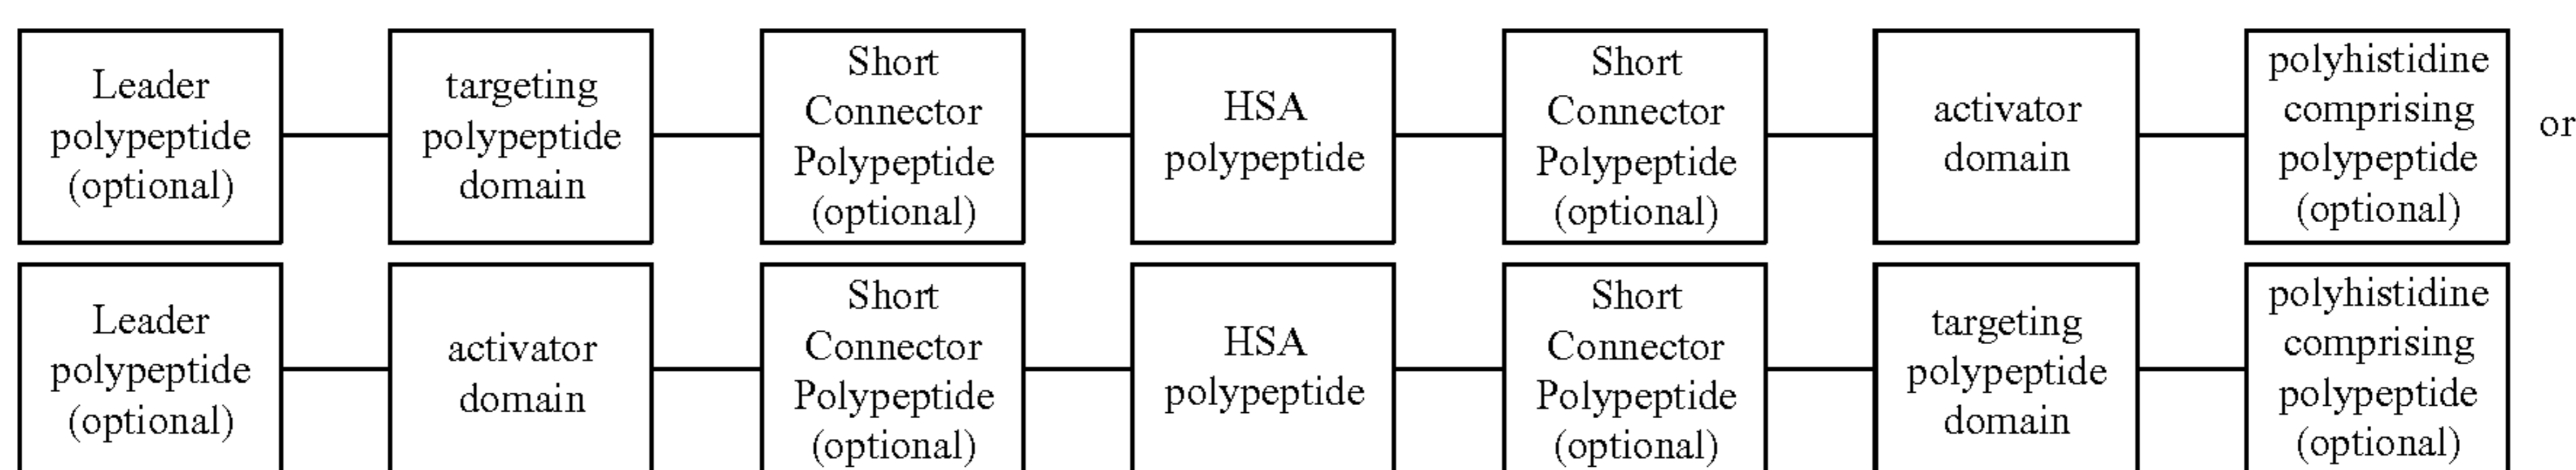 Leader
polypeptide
(optional)
targeting
polypeptide
domain
Short
Connector
Polypeptide
(optional)
HSA
polypeptide
Short
Connector
Polypeptide
(optional)
activator
domain
polyhistidine
comprising
polypeptide
(optional)
or
Leader
polypeptide
(optional)
activator
domain
Short
Connector
Polypeptide
(optional)
HSA
polypeptide
Short
Connector
Polypeptide
(optional)
targeting
polypeptide
domain
polyhistidine
comprising
polypeptide
(optional)